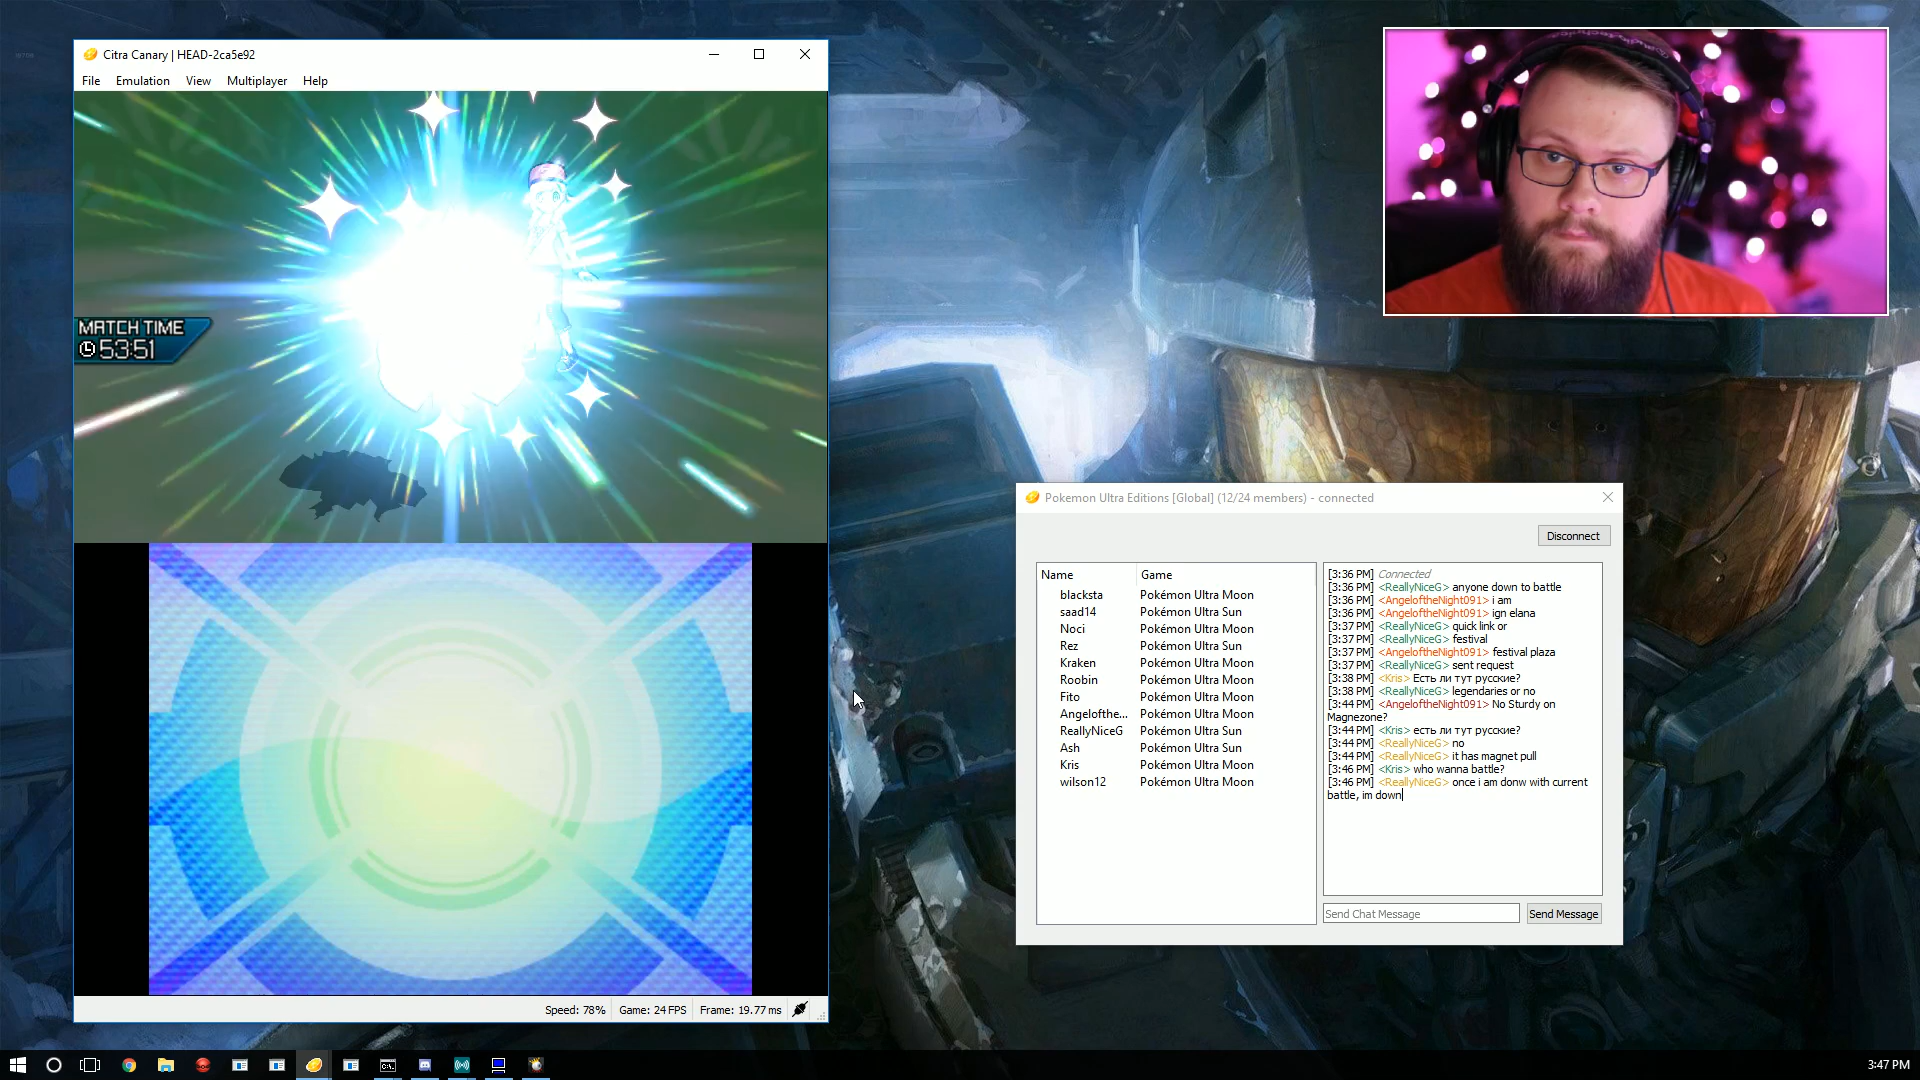 Citra Canary | HEAD-2ca5e92
File Emulation View Multiplayer Help
MATCH TIME
53:51
Speed: 78% Game: 24 FPS Frame: 19.77 ms
Pokemon Ultra Editions [Global] (12/24 members) - connected
Disconnect
Name Game
blacksta Pokémon Ultra Moon
saad14 Pokémon Ultra Sun
Noci Pokémon Ultra Moon
Rez Pokémon Ultra Sun
Kraken Pokémon Ultra Moon
Roobin Pokémon Ultra Moon
Fito Pokémon Ultra Moon
Angelofthe... Pokémon Ultra Moon
ReallyNiceG Pokémon Ultra Sun
Ash Pokémon Ultra Sun
Kris Pokémon Ultra Moon
wilson12 Pokémon Ultra Moon
[3:36 PM] Connected
[3:36 PM] <ReallyNiceG> anyone down to battle
[3:36 PM] <AngeloftheNight091> i am
[3:36 PM] <AngeloftheNight091> ign elana
[3:37 PM] <ReallyNiceG> quick link or
[3:37 PM] <ReallyNiceG> festival
[3:37 PM] <AngeloftheNight091> festival plaza
[3:37 PM] <ReallyNiceG> sent request
[3:38 PM] <Kris> Есть ли тут русские?
[3:38 PM] <ReallyNiceG> legendaries or no
[3:44 PM] <AngeloftheNight091> No Sturdy on
Magnezone?
[3:44 PM] <Kris> есть ли тут русские?
[3:44 PM] <ReallyNiceG> no
[3:44 PM] <ReallyNiceG> it has magnet pull
[3:46 PM] <Kris> who wanna battle?
[3:46 PM] <ReallyNiceG> once i am donw with current
battle, im down
Send Chat Message
Send Message
3:47 PM